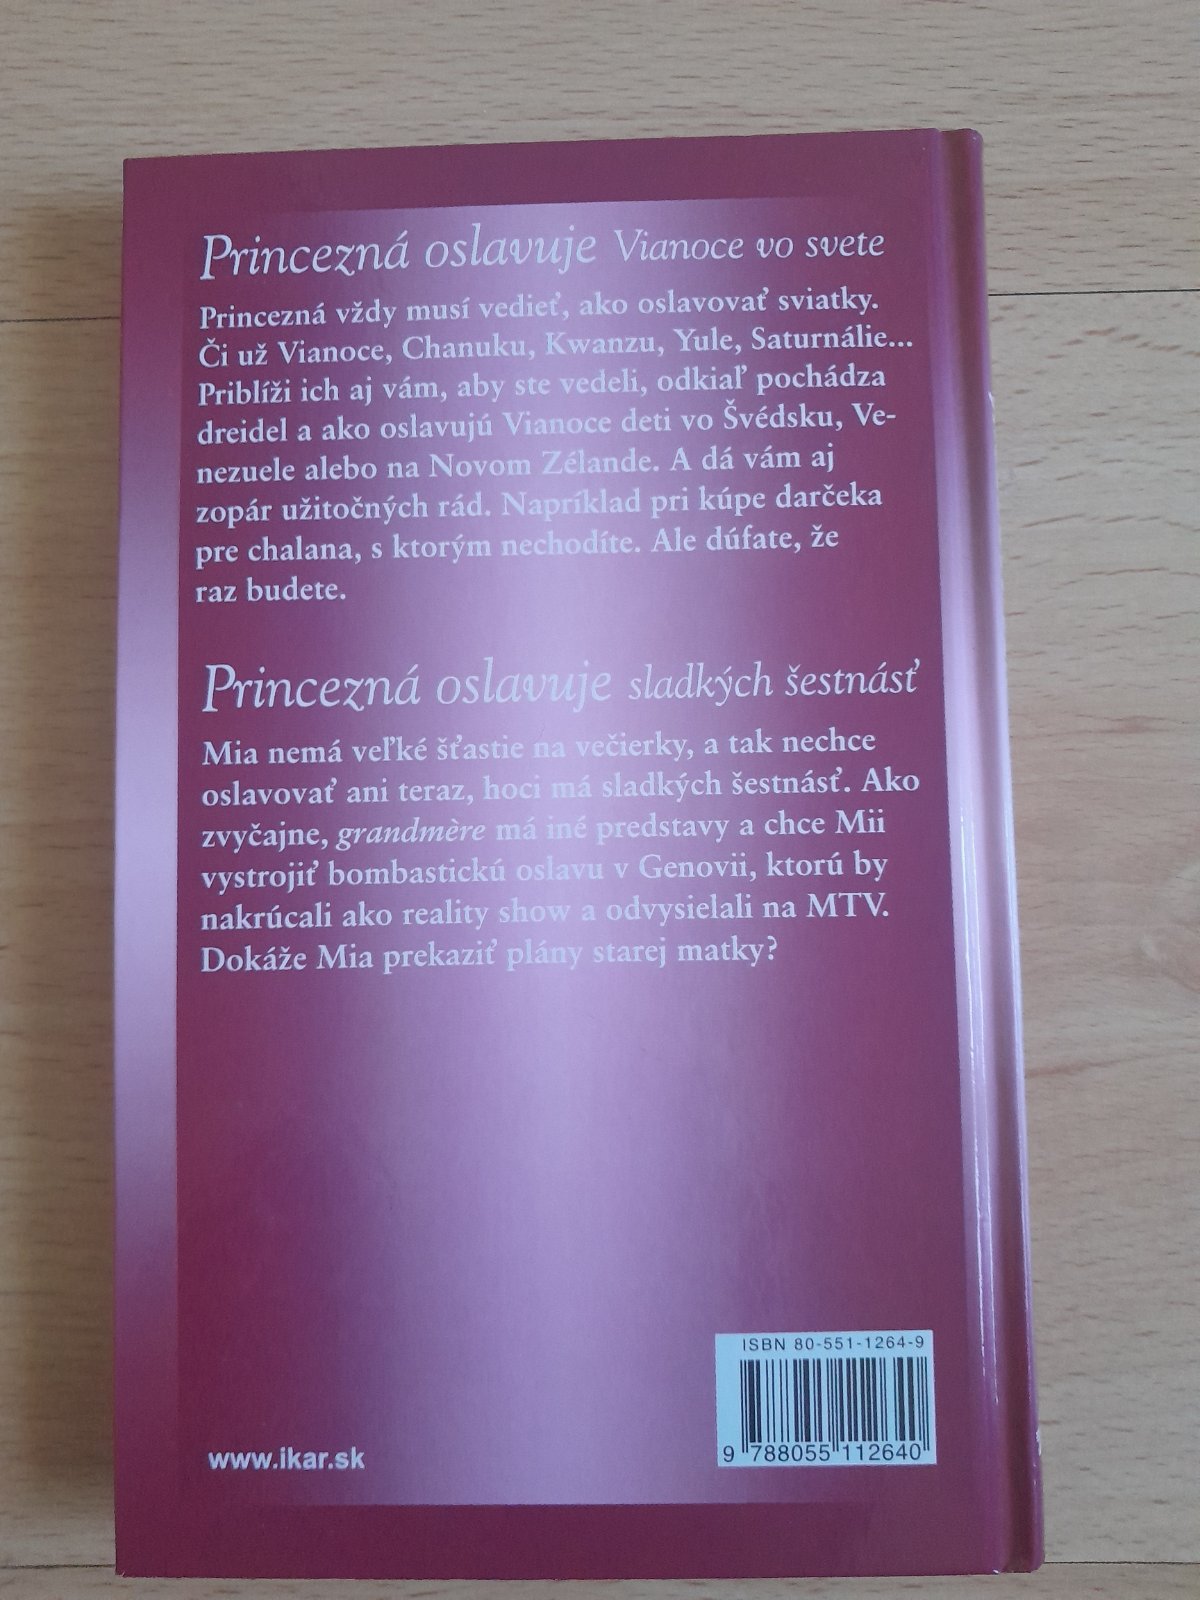 Princezná oslavuje Vianoce vo svete
Princezná vždy musí vedieť, ako oslavovať sviatky.
Či už Vianoce, Chanuku, Kwanzu, Yule, Saturnálie...
Priblíži ich aj vám, aby ste vedeli, odkiaľ pochádza
dreidel a ako oslavujú Vianoce deti vo Švédsku, Ve-
nezuele alebo na Novom Zélande. A dá vám aj
zopár užitočných rád. Napríklad pri kúpe darčeka
pre chalana, s ktorým nechodíte. Ale dúfate, že
raz budete.
Princezná oslavuje sladkých šestnásť
Mia nemá veľké šťastie na večierky, a tak nechce
oslavovať ani teraz, hoci má sladkých šestnásť. Ako
zvyčajne, grandmère má iné predstavy a chce Mii
vystrojiť bombastickú oslavu v Genovii, ktorú by
nakrúcali ako reality show a odvysielali na MTV.
Dokáže Mia prekaziť plány starej matky?
ISBN 80-551-1264-9
9 788055 112640
www.ikar.sk